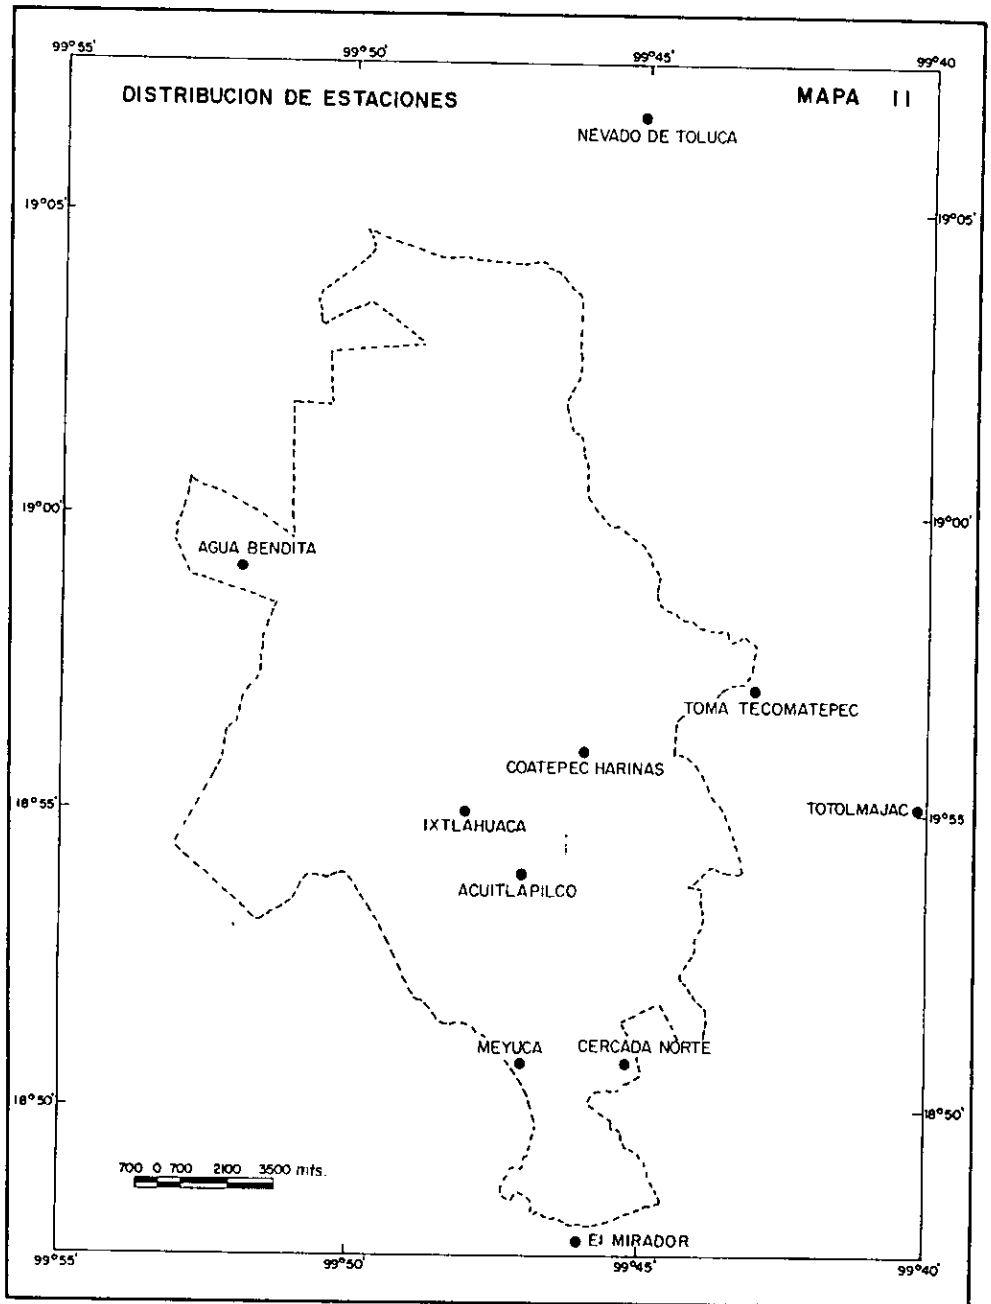 99°55'
99°50'
99°45'
99°40'
DISTRIBUCION DE ESTACIONES
MAPA II
NEVADO DE TOLUCA
19°05'
19°05'
19°00'
19°00'
AGUA BENDITA
TOMA TECOMATEPEC
COATEPEC HARINAS
18°55'
TOTOLMAJAC
19°55
IXTLAHUACA
ACUITLAPILCO
MEYUCA
CERCADA NORTE
18°50'
18°50'
700 0 700 2100 3500 mts.
El MIRADOR
99°55'
99°50'
99°45'
99°40'